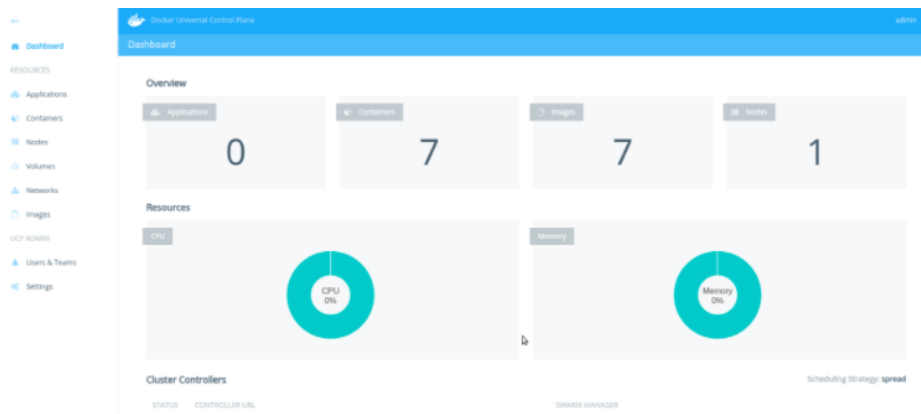 Docker Universal Control Plane
admin
Dashboard
Dashboard
RESOURCES
Applications
Containers
Nodes
Volumes
Networks
Images
UCP ADMIN
Users & Teams
Settings
Overview
Applications
0
Containers
7
Images
7
Nodes
1
Resources
CPU
CPU
0%
Memory
Memory
0%
Cluster Controllers
Scheduling Strategy: spread
STATUS CONTROLLER URL SWARM MANAGER